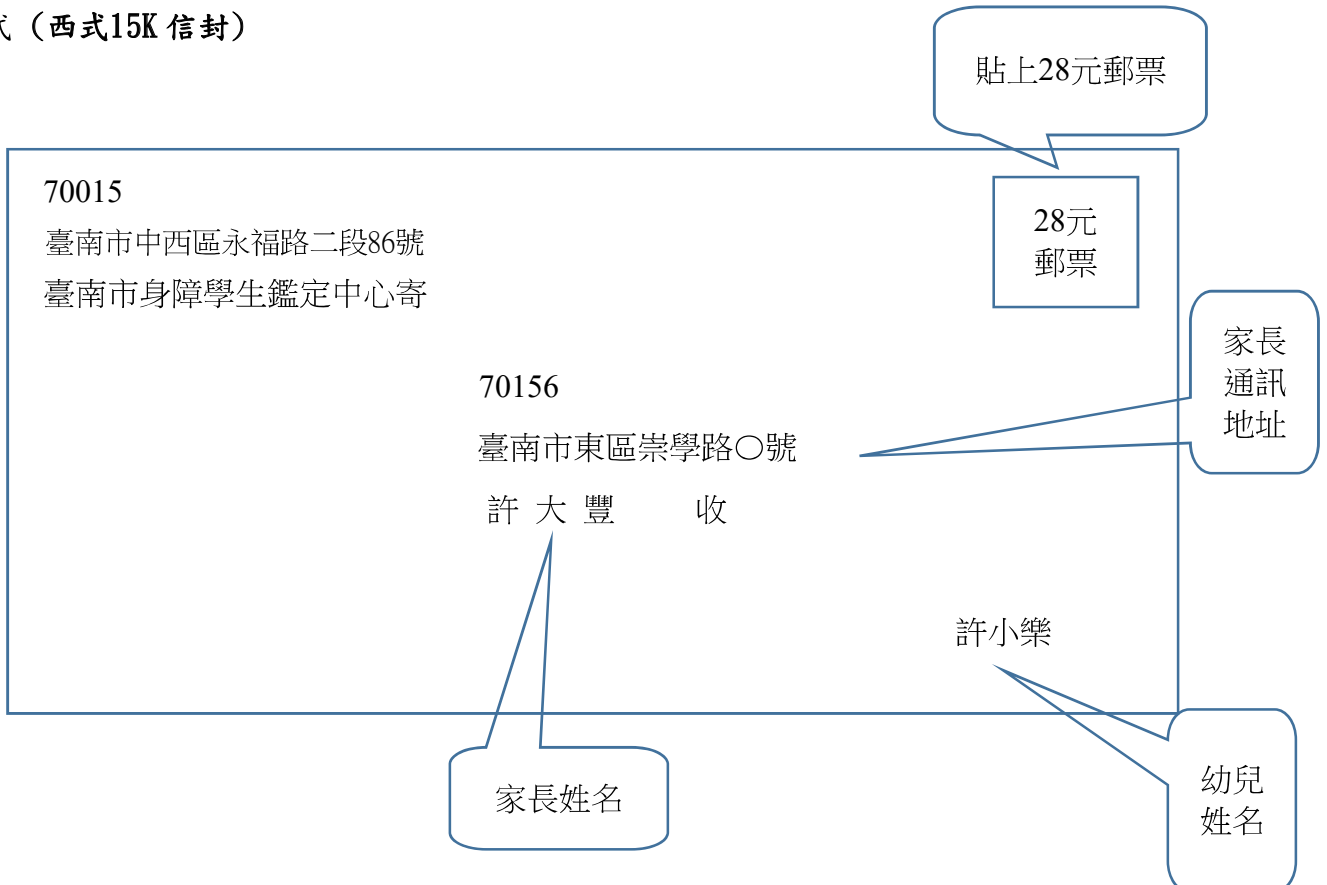 式（西式15K 信封）
貼上28元郵票
70015
臺南市中西區永福路二段86號
臺南市身障學生鑑定中心寄
28元
郵票
家長
通訊
地址
70156
臺南市東區崇學路○號
許 大 豐 收
許小樂
家長姓名
幼兒
姓名